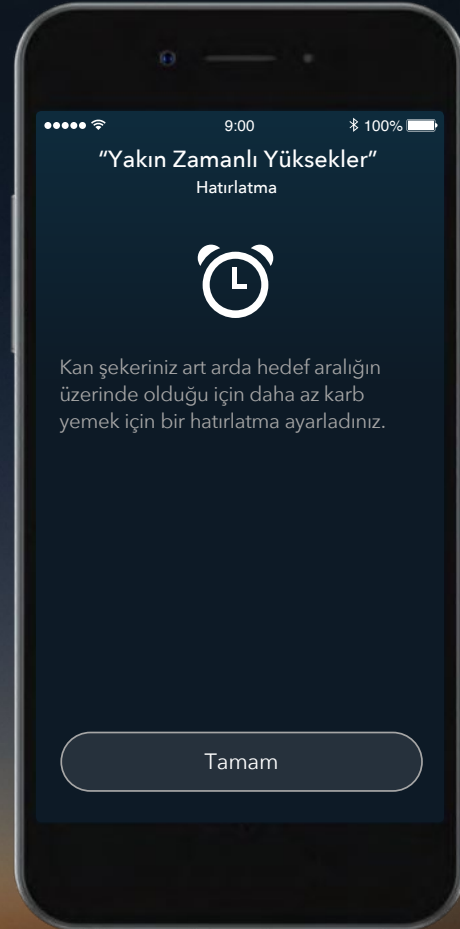 9:00
100%
“Yakın Zamanlı Yüksekler”
Hatırlatma
Kan şekeriniz art arda hedef aralığın
üzerinde olduğu için daha az karb
yemek için bir hatırlatma ayarladınız.
Tamam